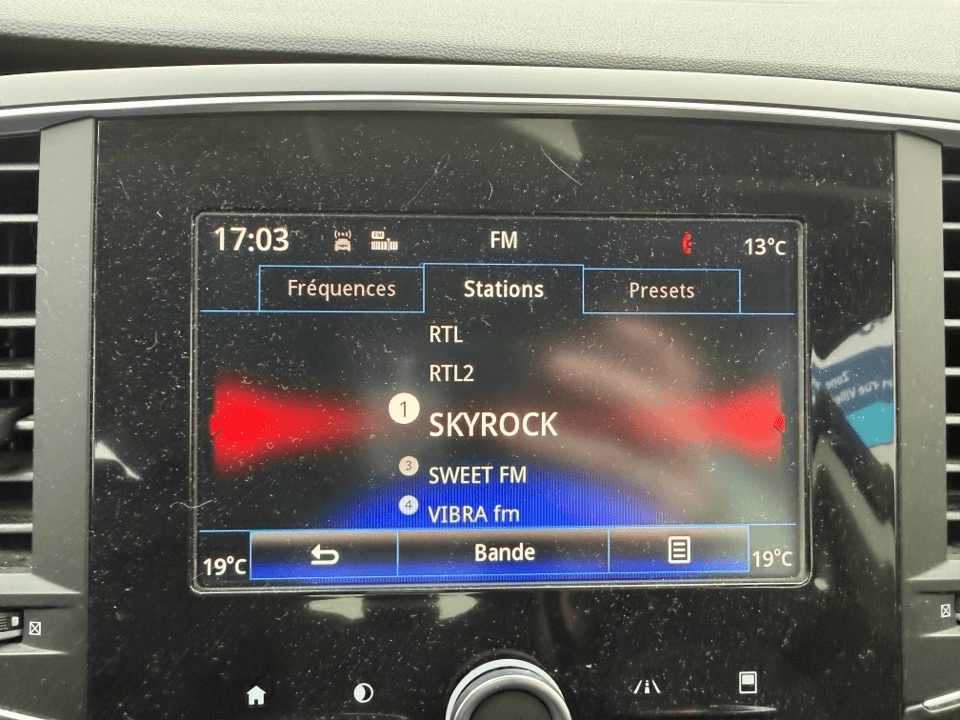 17:03 FM 13°C
Fréquences Stations Presets
RTL
RTL2
1 SKYROCK
3 SWEET FM
4 VIBRA fm
19°C Bande 19°C